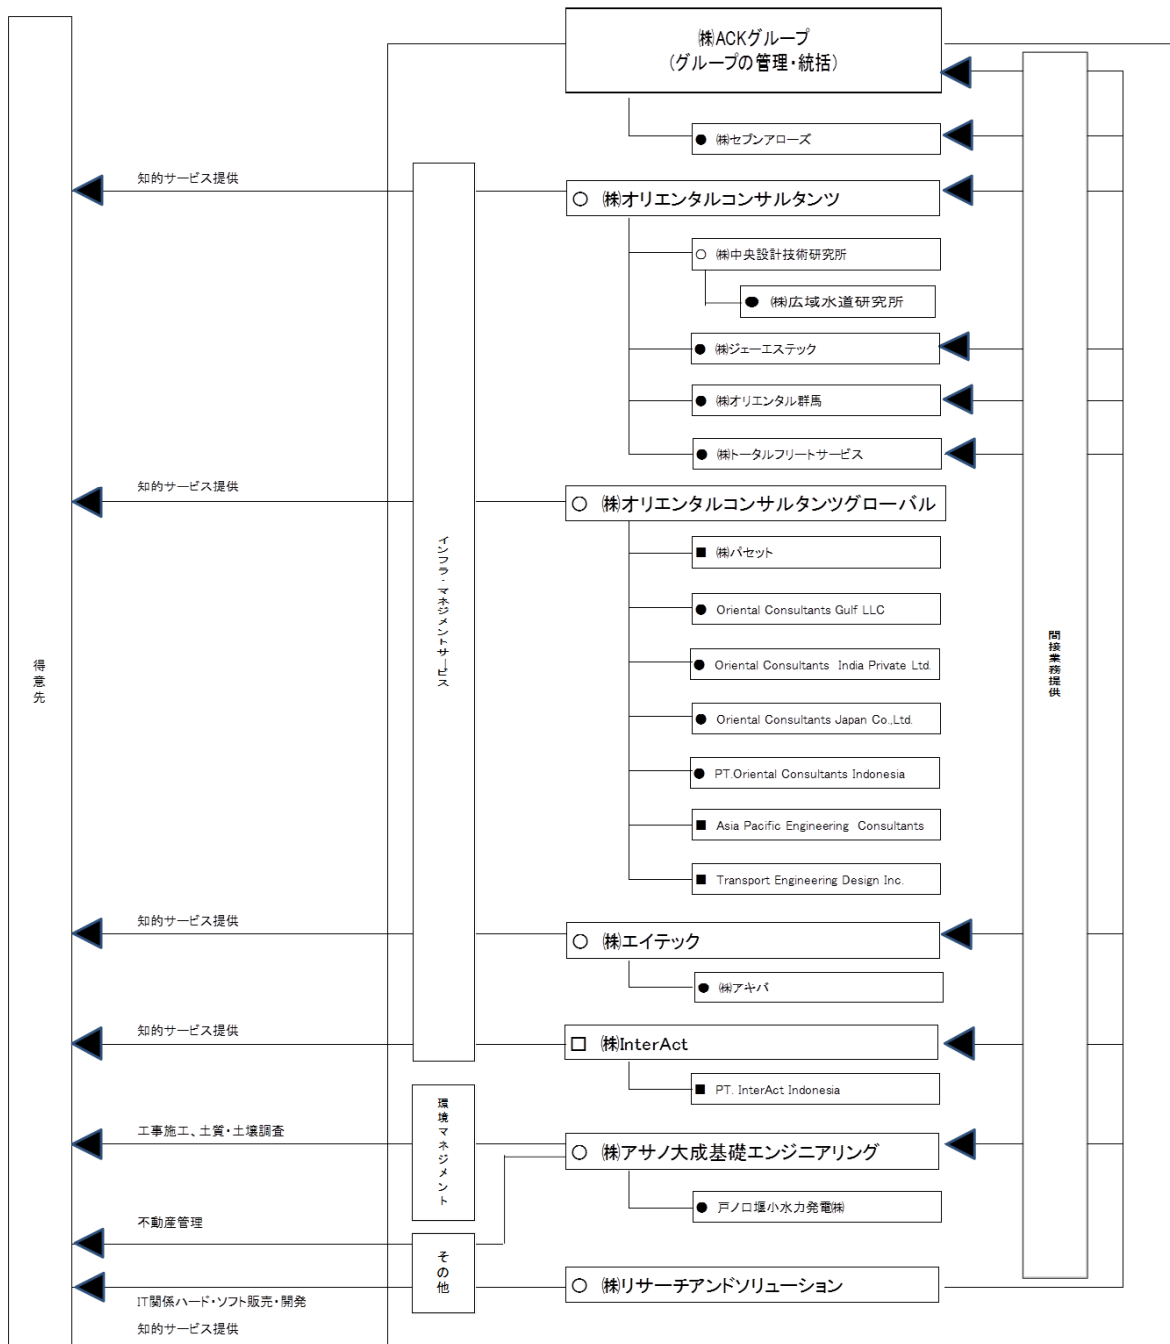 ㈱ACKグループ
(グループの管理・統括)
● ㈱セブンアローズ
知的サービス提供
○ ㈱オリエンタルコンサルタンツ
○ ㈱中央設計技術研究所
● ㈱広域水道研究所
● ㈱ジェーエステック
● ㈱オリエンタル群馬
● ㈱トータルフリートサービス
知的サービス提供
○ ㈱オリエンタルコンサルタンツグローバル
■ ㈱パセット
● Oriental Consultants Gulf LLC
● Oriental Consultants India Private Ltd.
● Oriental Consultants Japan Co.,Ltd.
● PT.Oriental Consultants Indonesia
■ Asia Pacific Engineering Consultants
■ Transport Engineering Design Inc.
得意先
インフラ・マネジメントサービス
間接業務提供
知的サービス提供
○ ㈱エイテック
● ㈱アキバ
知的サービス提供
□ ㈱InterAct
■ PT. InterAct Indonesia
環境マネジメント
工事施工、土質・土壌調査
○ ㈱アサノ大成基礎エンジニアリング
● 戸ノ口堰小水力発電㈱
不動産管理
その他
○ ㈱リサーチアンドソリューション
IT関係ハード・ソフト販売・開発
知的サービス提供